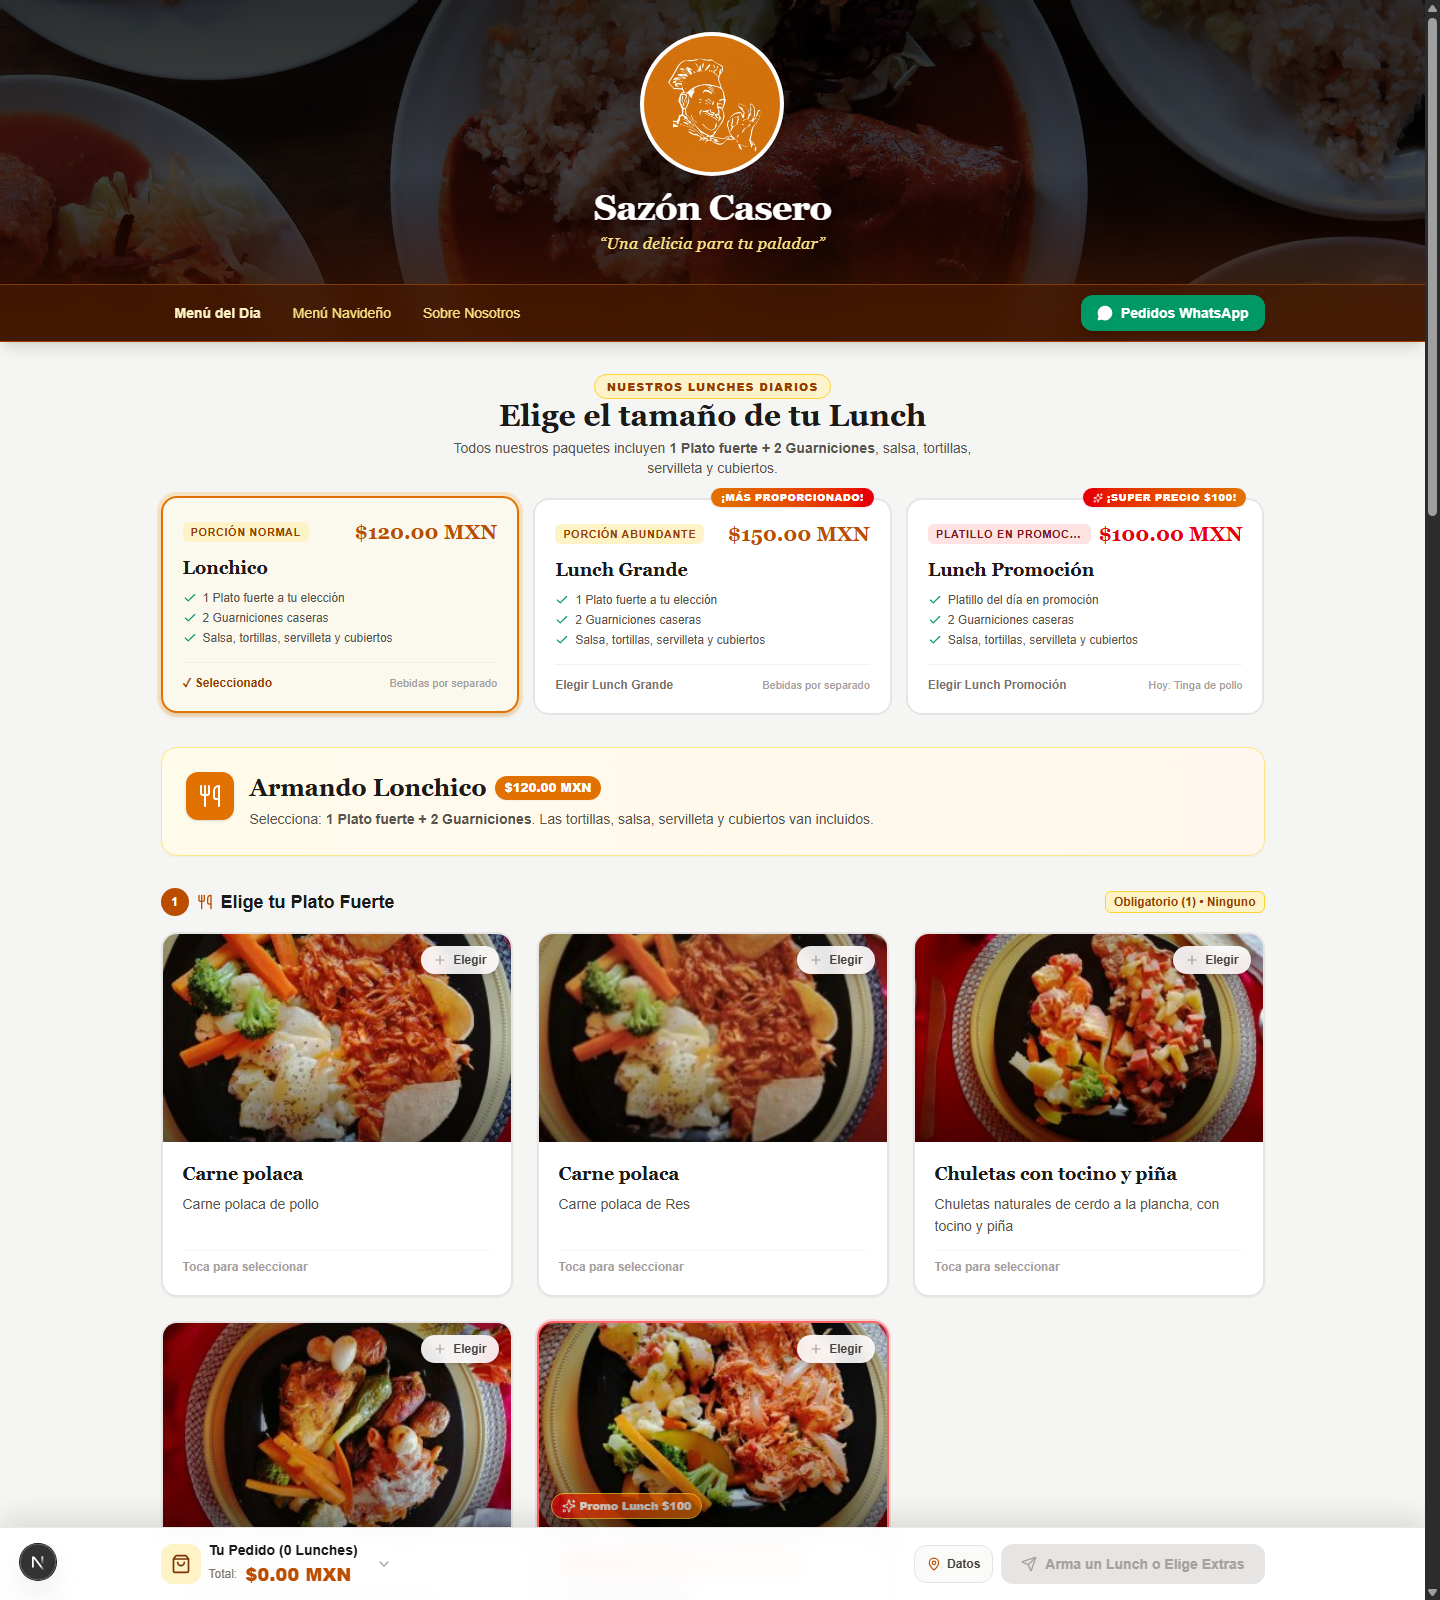 Sazón Casero
“Una delicia para tu paladar”
Menú del Día
Menú Navideño
Sobre Nosotros
Pedidos WhatsApp
NUESTROS LUNCHES DIARIOS
Elige el tamaño de tu Lunch
Todos nuestros paquetes incluyen 1 Plato fuerte + 2 Guarniciones, salsa, tortillas,
servilleta y cubiertos.
PORCIÓN NORMAL
$120.00 MXN
Lonchico
1 Plato fuerte a tu elección
2 Guarniciones caseras
Salsa, tortillas, servilleta y cubiertos
✓ Seleccionado
Bebidas por separado
¡MÁS PROPORCIONADO!
PORCIÓN ABUNDANTE
$150.00 MXN
Lunch Grande
1 Plato fuerte a tu elección
2 Guarniciones caseras
Salsa, tortillas, servilleta y cubiertos
Elegir Lunch Grande
Bebidas por separado
¡SUPER PRECIO $100!
PLATILLO EN PROMOC...
$100.00 MXN
Lunch Promoción
Platillo del día en promoción
2 Guarniciones caseras
Salsa, tortillas, servilleta y cubiertos
Elegir Lunch Promoción
Hoy: Tinga de pollo
Armando Lonchico
$120.00 MXN
Selecciona: 1 Plato fuerte + 2 Guarniciones. Las tortillas, salsa, servilleta y cubiertos van incluidos.
1
Elige tu Plato Fuerte
Obligatorio (1) • Ninguno
Elegir
Carne polaca
Carne polaca de pollo
Toca para seleccionar
Elegir
Carne polaca
Carne polaca de Res
Toca para seleccionar
Elegir
Chuletas con tocino y piña
Chuletas naturales de cerdo a la plancha, con
tocino y piña
Toca para seleccionar
Elegir
Elegir
Promo Lunch $100
N
Tu Pedido (0 Lunches)
Total: $0.00 MXN
Datos
Arma un Lunch o Elige Extras